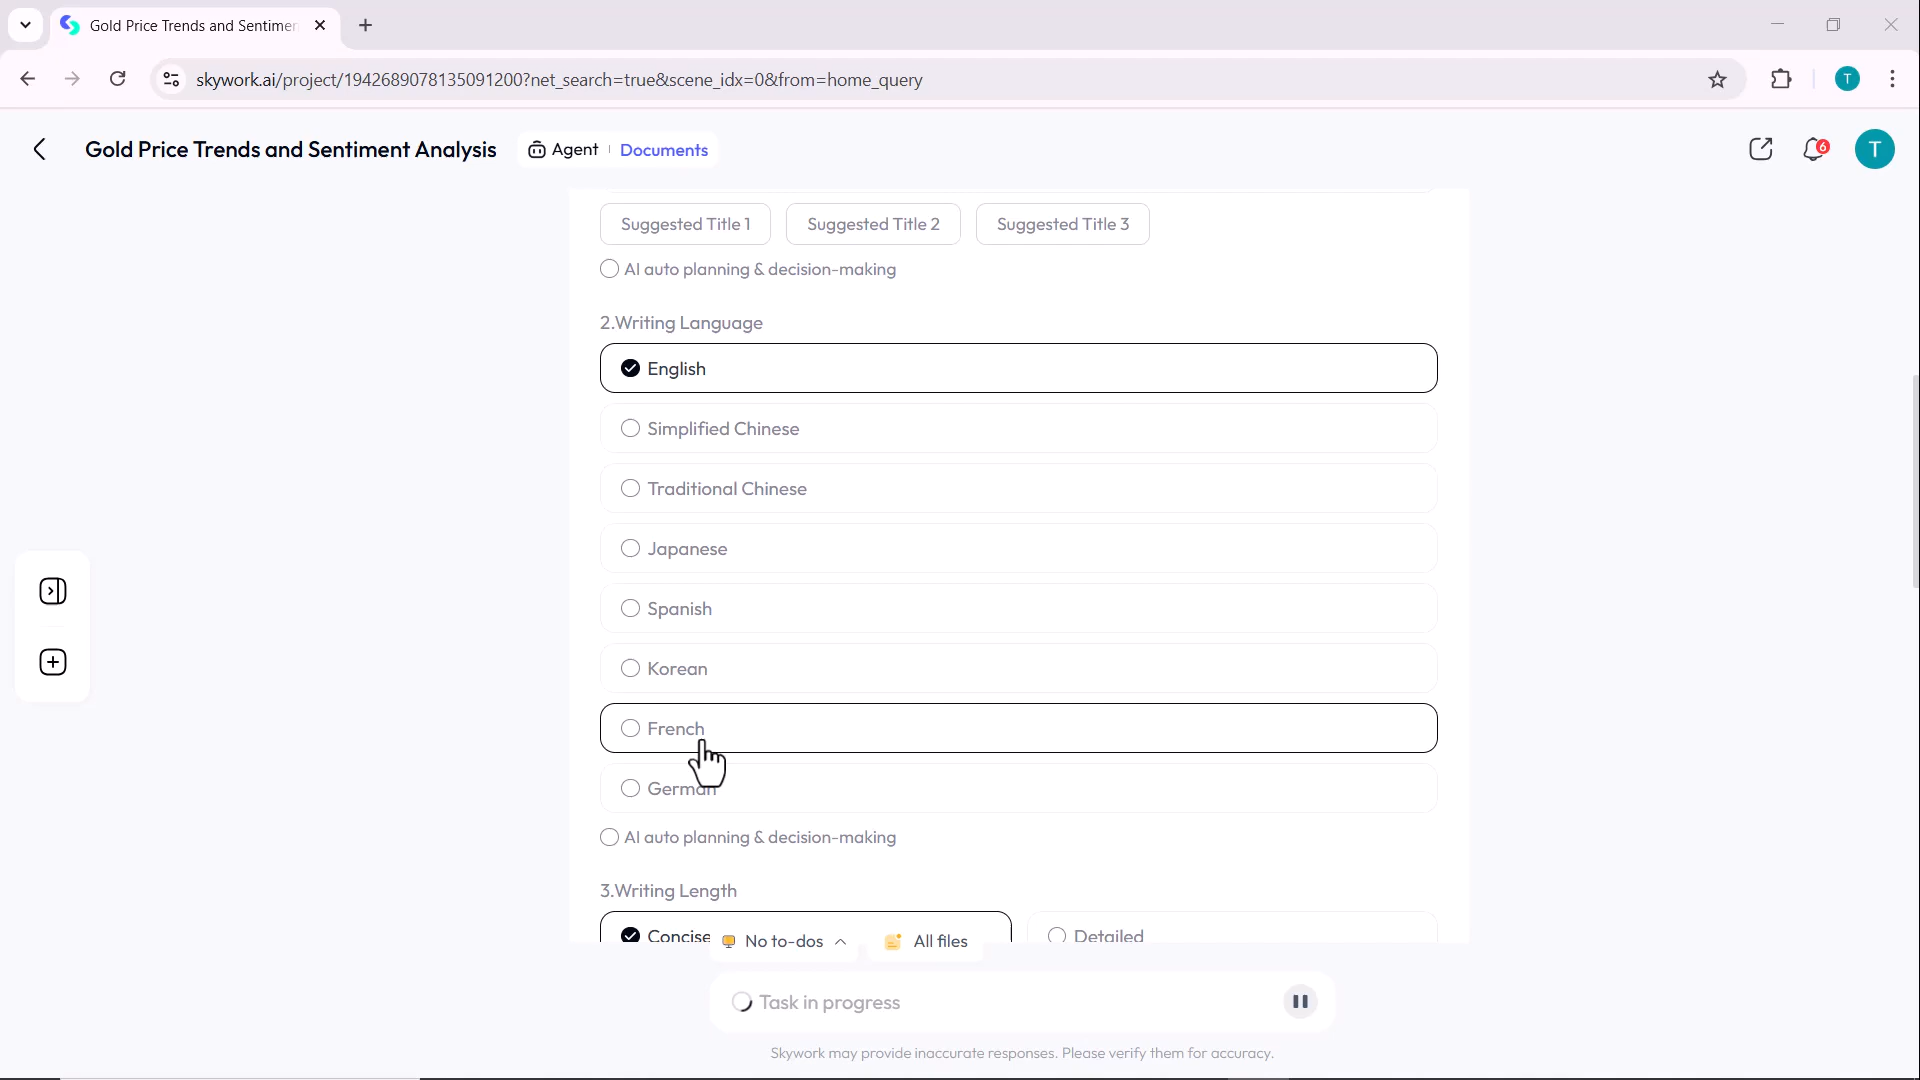 Gold Price Trends and Sentimen
skywork.ai/project/1942689078135091200?net_search=true&scene_idx=0&from=home_query
T
Gold Price Trends and Sentiment Analysis
Agent
Documents
6
T
Suggested Title 1
Suggested Title 2
Suggested Title 3
AI auto planning & decision-making
2.Writing Language
English
Simplified Chinese
Traditional Chinese
Japanese
Spanish
Korean
French
German
AI auto planning & decision-making
3.Writing Length
Concise
Detailed
No to-dos
All files
Task in progress
Skywork may provide inaccurate responses. Please verify them for accuracy.